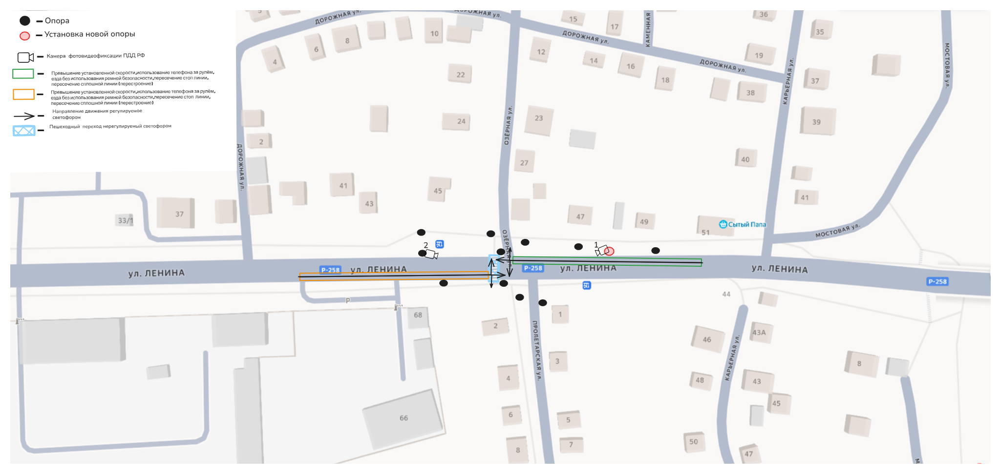 Опора
Установка новой опоры
Камера фотовидеофиксации ПДД РФ
Превышение установленной скорости,использование телефона за рулём,
езда без использования ремней безопасности,пересечение стоп линии,
пересечение сплошной линии (перестроение)
Превышение установленной скорости,использование телефона за рулём,
езда без использования ремней безопасности,пересечение стоп линии,
пересечение сплошной линии (перестроение)
Направление движения регулируемое
светофором
Пешеходный переход нерегулируемый светофором
5
ДОРОЖНАЯ ул.
ДОРОЖНАЯ ул.
15
17
КАМЕННАЯ
36
35
4
6
8
10
12
ДОРОЖНАЯ ул.
14
16
18
19
ДОРОЖНАЯ ул.
КАРЬЕРНАЯ ул.
37
38
МОСТОВАЯ ул.
22
24
ОЗЁРНАЯ ул.
23
39
2
ДОРОЖНАЯ ул.
27
40
41
43
45
41
33/1
37
47
49
51
Сытый Папа
МОСТОВАЯ ул.
ОЗЁРНАЯ ул.
2
1
ул. ЛЕНИНА
Р-258
ул. ЛЕНИНА
Р-258
ул. ЛЕНИНА
ул. ЛЕНИНА
Р-258
P
44
68
2
1
ПРОЛЕТАРСКАЯ ул.
46
43А
КАРЬЕРНАЯ ул.
3
8
4
48
43
45
66
6
5
8
7
50
47
М